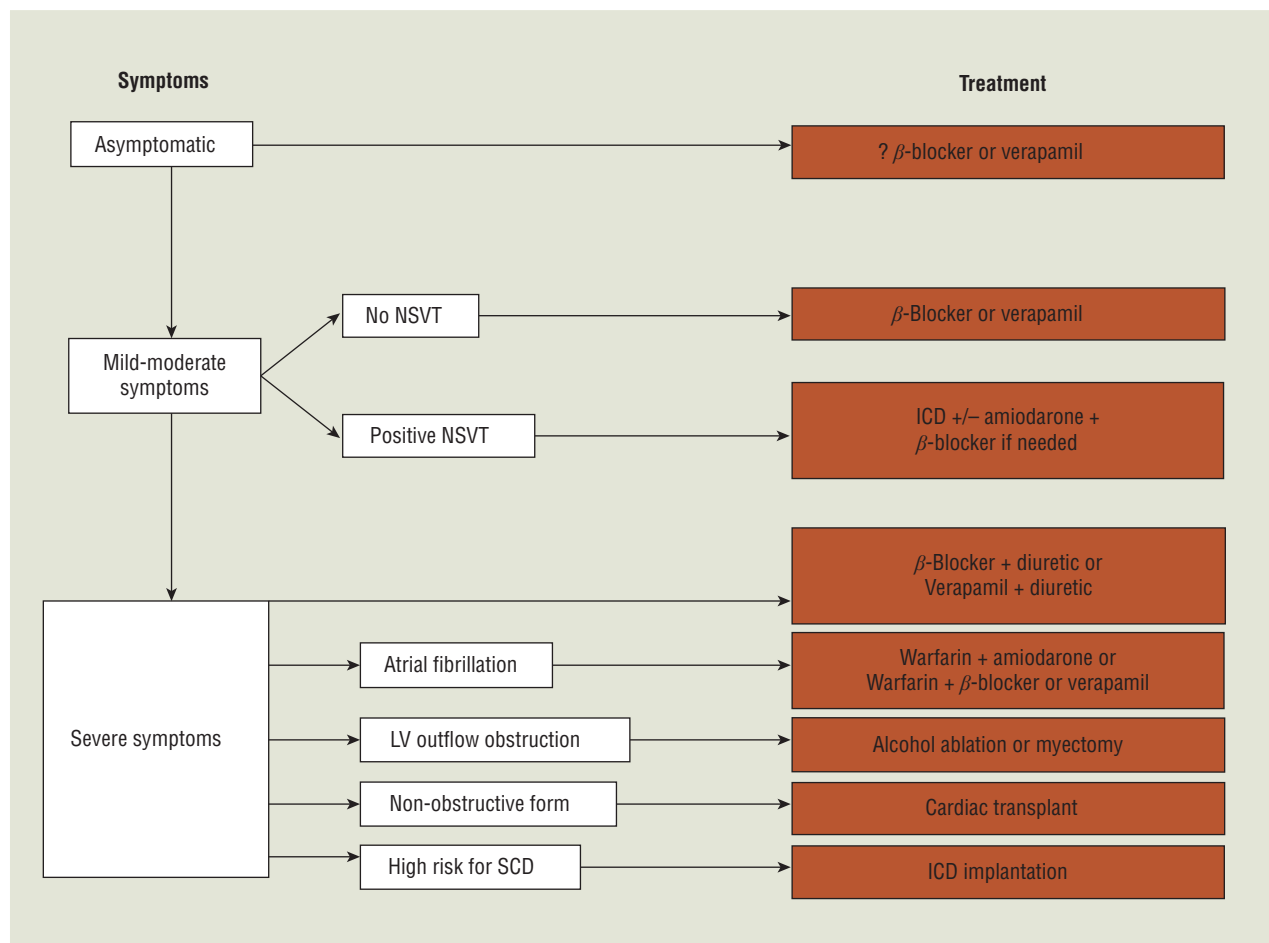 Symptoms
Treatment
Asymptomatic
? β-blocker or verapamil
No NSVT
β-Blocker or verapamil
Mild-moderate
symptoms
Positive NSVT
ICD +/– amiodarone +
β-blocker if needed
β-Blocker + diuretic or
Verapamil + diuretic
Severe symptoms
Atrial fibrillation
Warfarin + amiodarone or
Warfarin + β-blocker or verapamil
LV outflow obstruction
Alcohol ablation or myectomy
Non-obstructive form
Cardiac transplant
High risk for SCD
ICD implantation